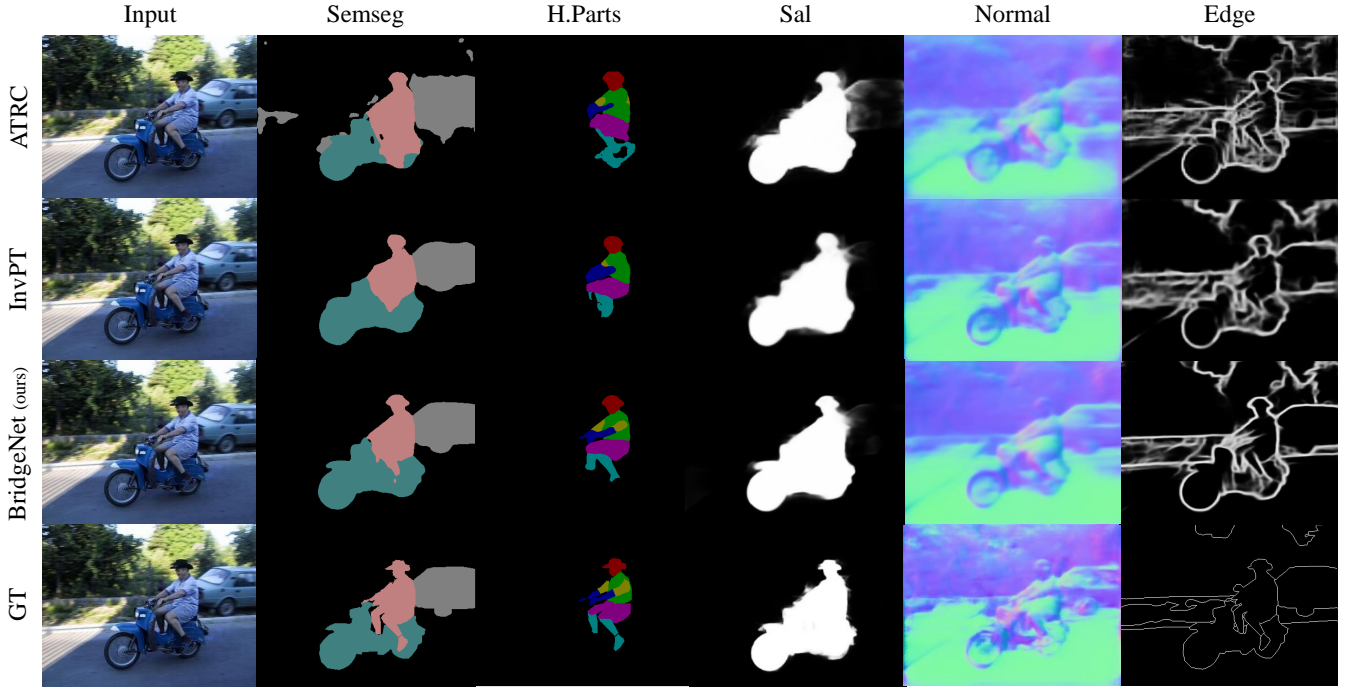 Input Semseg H.Parts Sal Normal Edge
ATRC
InvPT
BridgeNet (ours)
GT